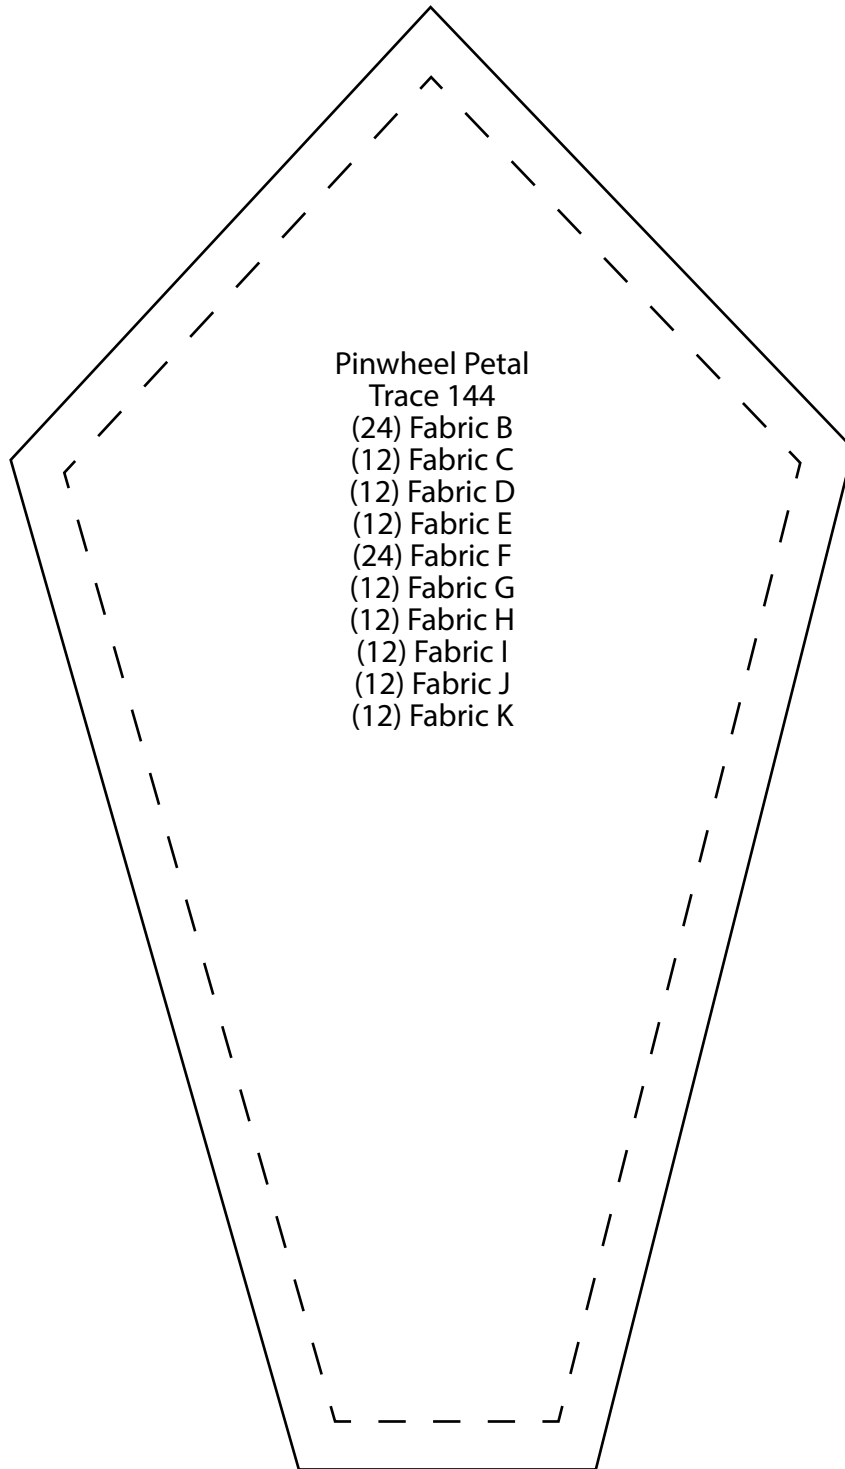 Pinwheel Petal
Trace 144
(24) Fabric B
(12) Fabric C
(12) Fabric D
(12) Fabric E
(24) Fabric F
(12) Fabric G
(12) Fabric H
(12) Fabric I
(12) Fabric J
(12) Fabric K